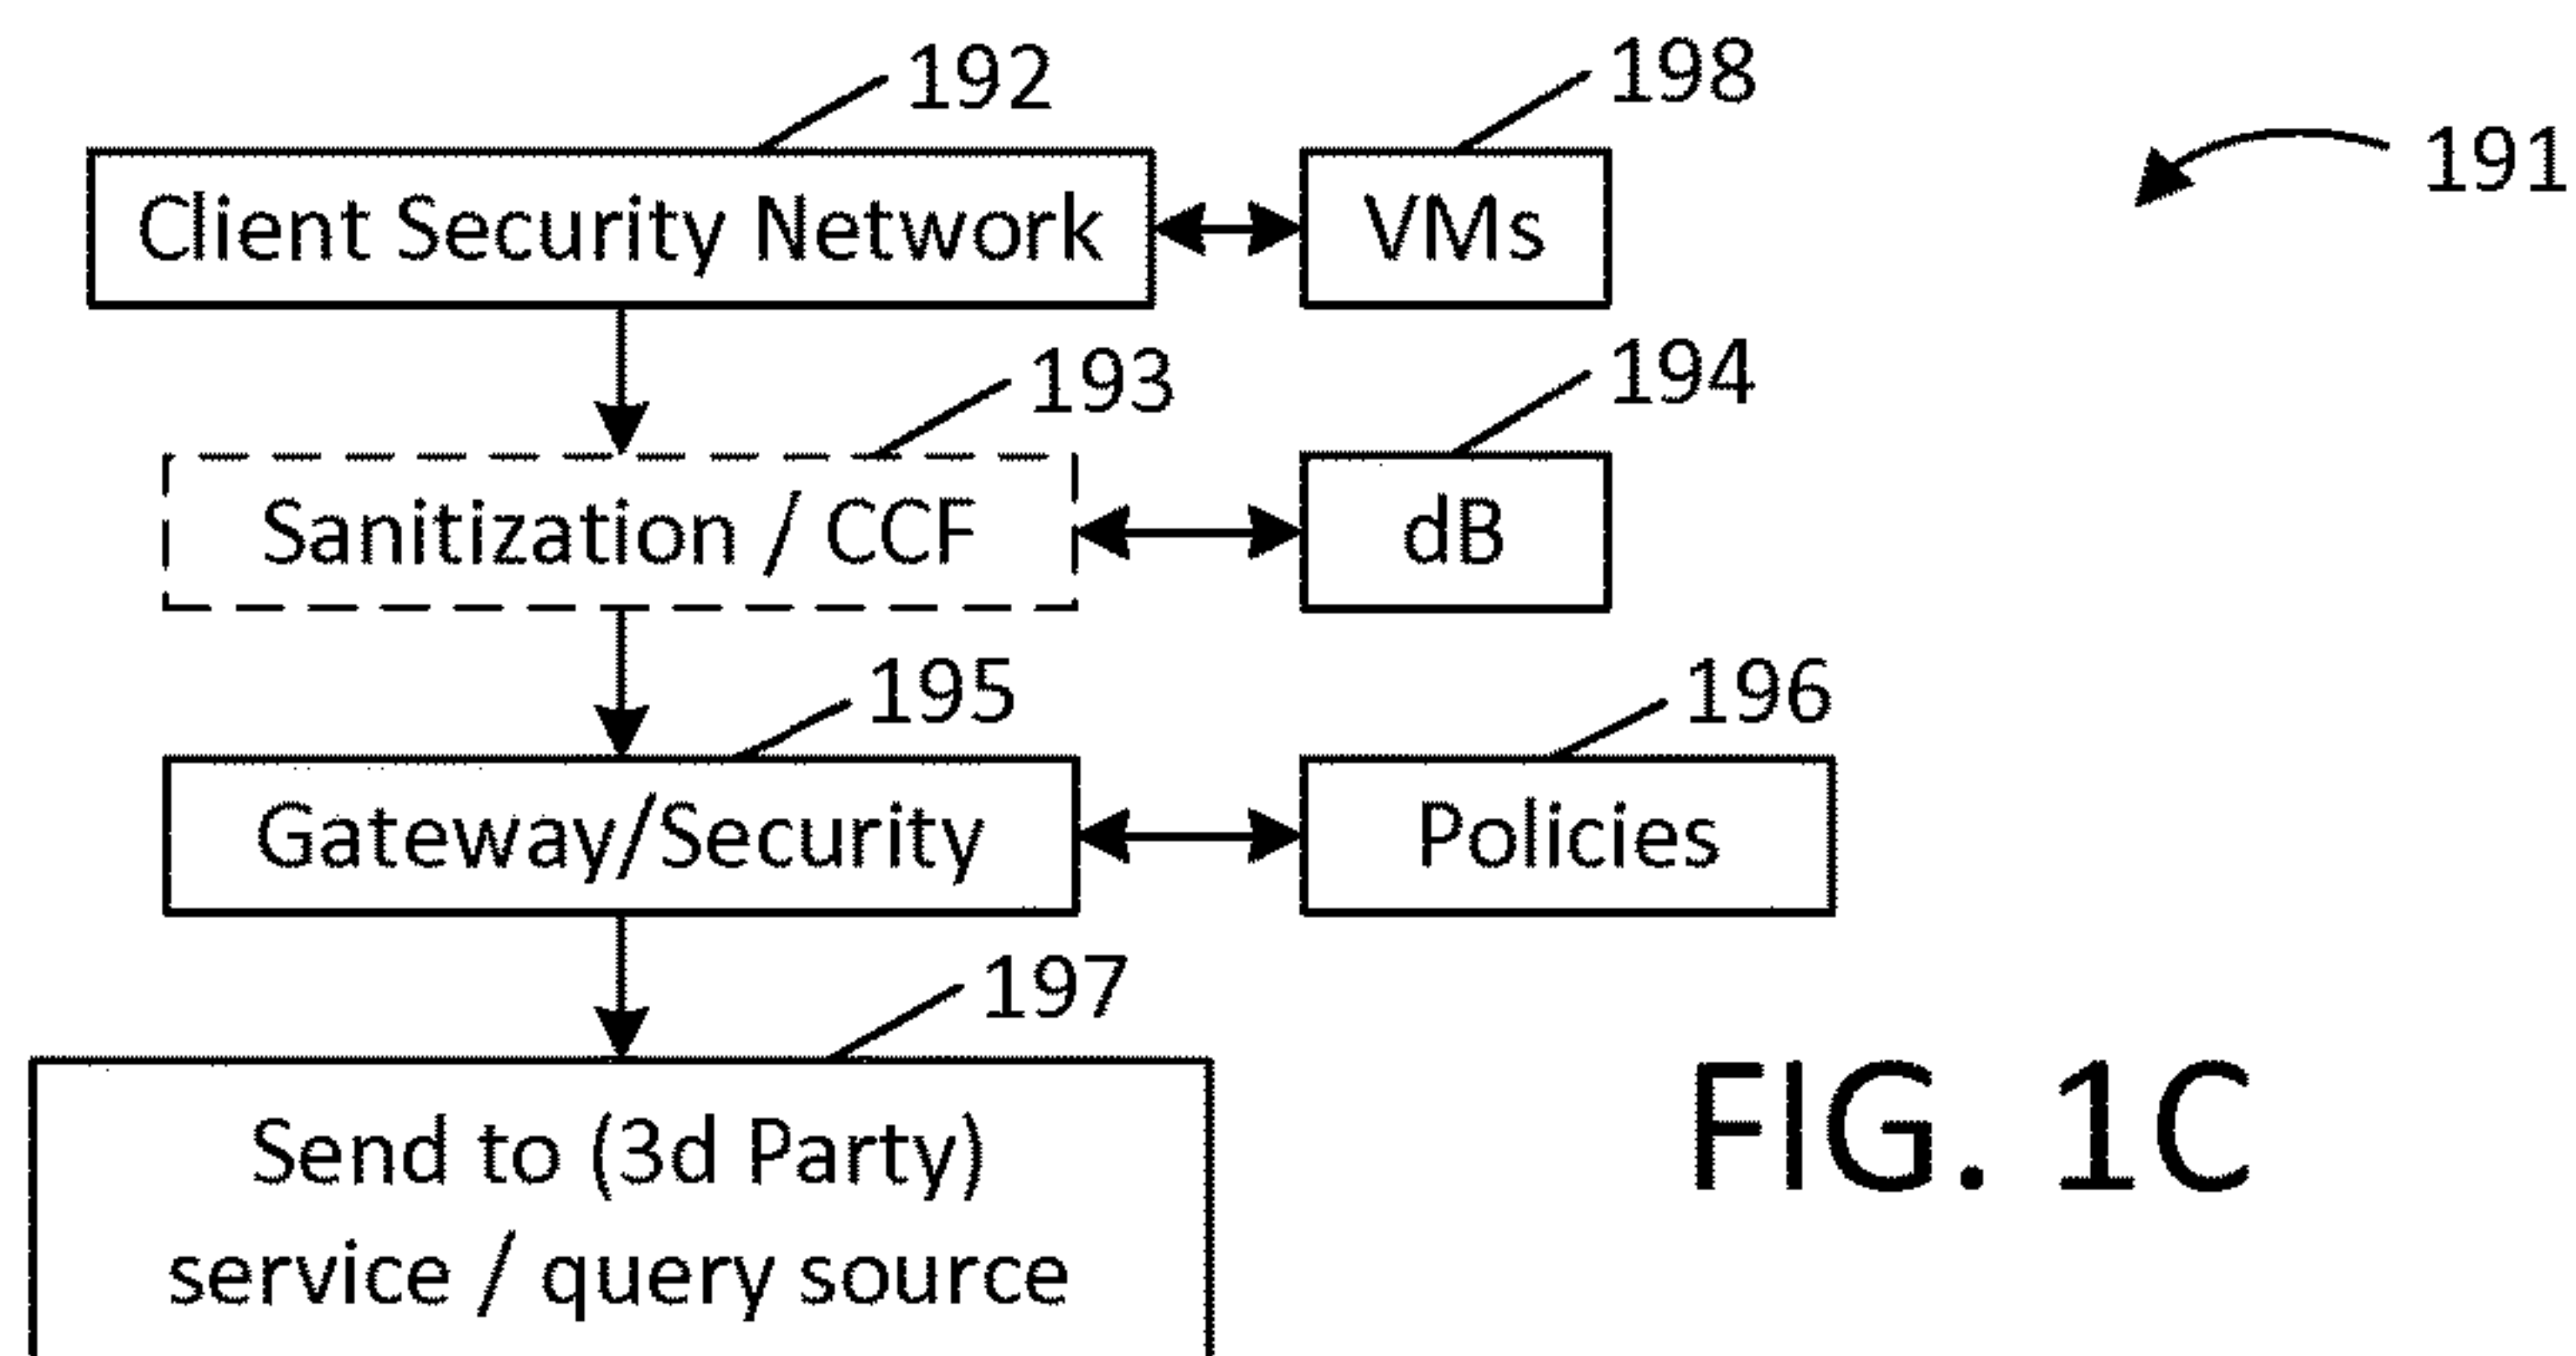 192
198
191
Client Security Network
VMs
193
194
Sanitization / CCF
dB
195
196
Gateway/Security
Policies
197
Send to (3d Party)
service / query source
FIG. 1C